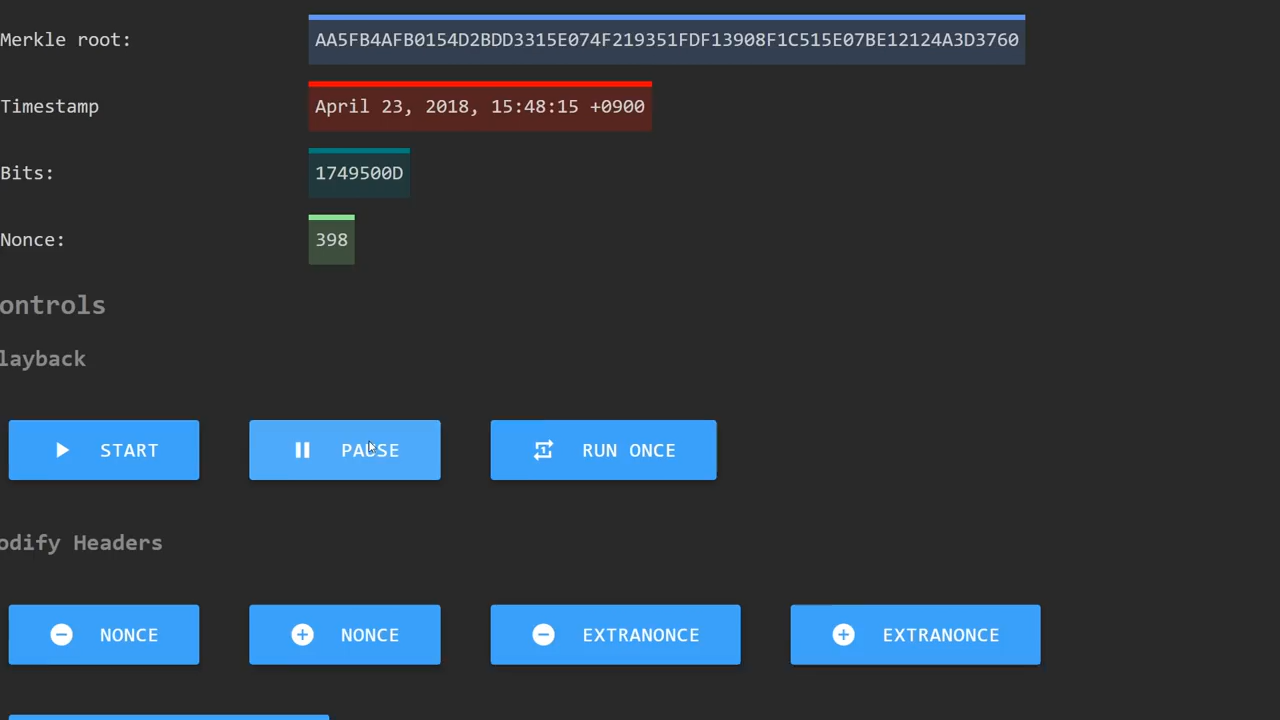 Merkle root: AA5FB4AFB0154D2BDD3315E074F219351FDF13908F1C515E07BE12124A3D3760
Timestamp April 23, 2018, 15:48:15 +0900
Bits: 1749500D
Nonce: 398
ontrols
layback
START PAUSE RUN ONCE
odify Headers
NONCE NONCE EXTRANONCE EXTRANONCE